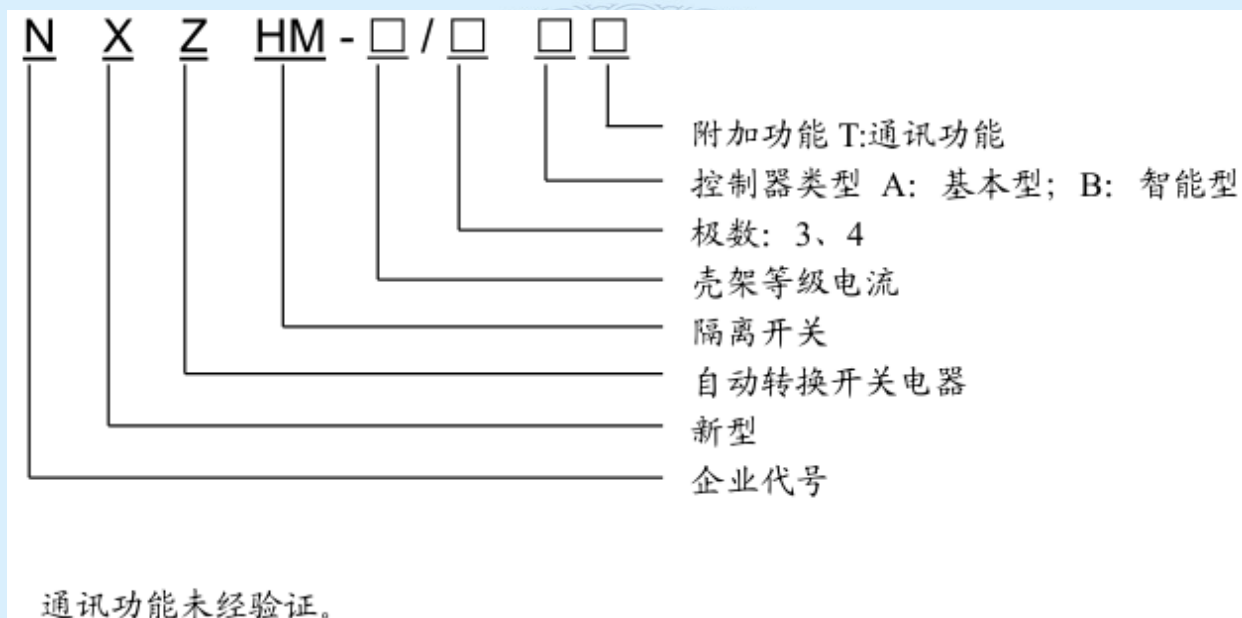 N X Z HM - □ / □ □ □
附加功能 T:通讯功能
控制器类型 A: 基本型; B: 智能型
极数: 3、4
壳架等级电流
隔离开关
自动转换开关电器
新型
企业代号
通讯功能未经验证。